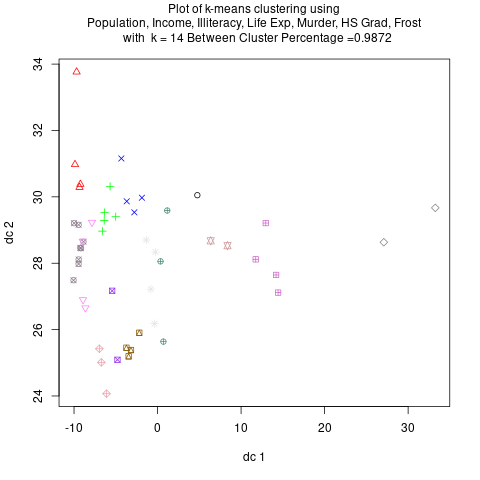 Plot of k-means clustering using
Population, Income, Illiteracy, Life Exp, Murder, HS Grad, Frost
with k = 14 Between Cluster Percentage =0.9872
34
32
30
28
26
24
dc 2
-10 0 10 20 30
dc 1